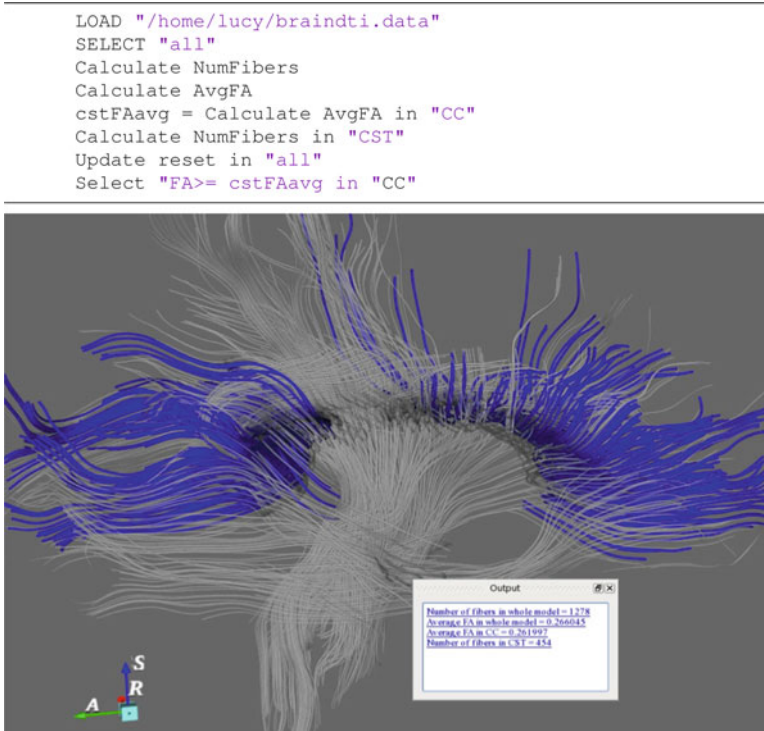 LOAD "/home/lucy/braindti.data"
SELECT "all"
Calculate NumFibers
Calculate AvgFA
cstFAavg = Calculate AvgFA in "CC"
Calculate NumFibers in "CST"
Update reset in "all"
Select "FA>= cstFAavg in "CC"
Output
Number of fibers in whole model = 1278
Average FA in whole model = 0.266045
Average FA in CC = 0.261997
Number of fibers in CST = 454
S
R
A